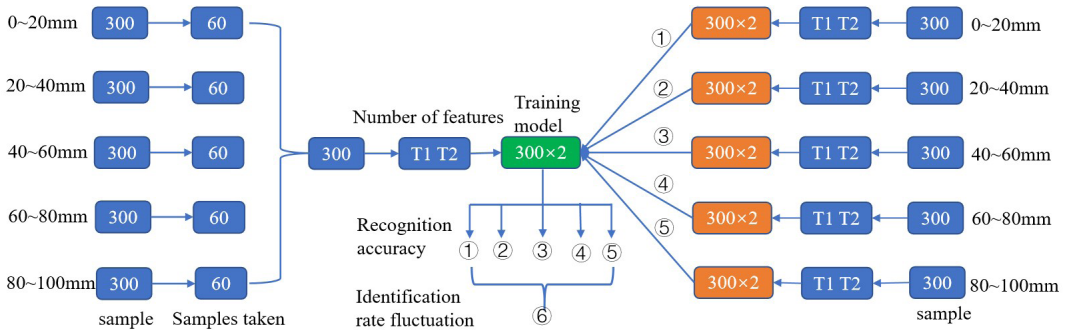 0~20mm 300 60
20~40mm 300 60
40~60mm 300 60
60~80mm 300 60
80~100mm 300 60
sample Samples taken
300
Number of features
T1 T2
Training
model
300×2
Recognition
accuracy
① ② ③ ④ ⑤
Identification
rate fluctuation
⑥
① 300×2 T1 T2 300 0~20mm
② 300×2 T1 T2 300 20~40mm
③ 300×2 T1 T2 300 40~60mm
④ 300×2 T1 T2 300 60~80mm
⑤ 300×2 T1 T2 300 80~100mm
sample